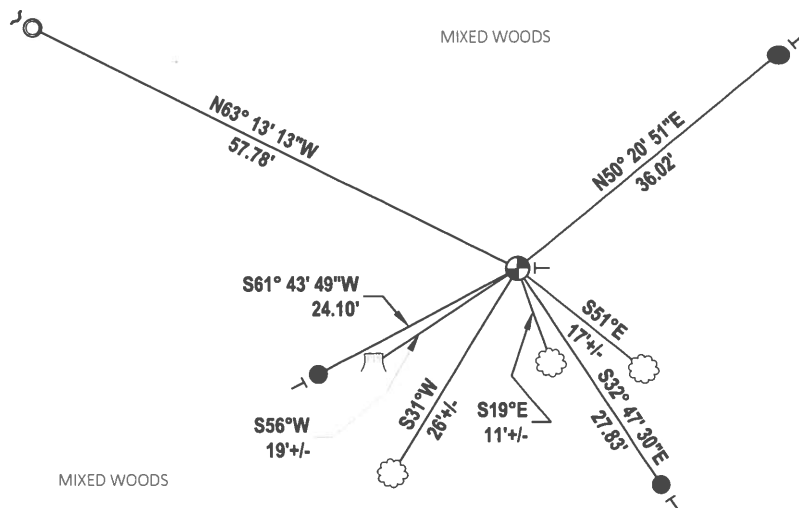 MIXED WOODS
N63° 13' 13"W
57.78'
N50° 20' 51"E
36.02'
S61° 43' 49"W
24.10'
S56°W
19'+/-
S31°W
26'+/-
S19°E
11'+/-
S51°E
17'+/-
S32° 47' 30"E
27.83'
MIXED WOODS